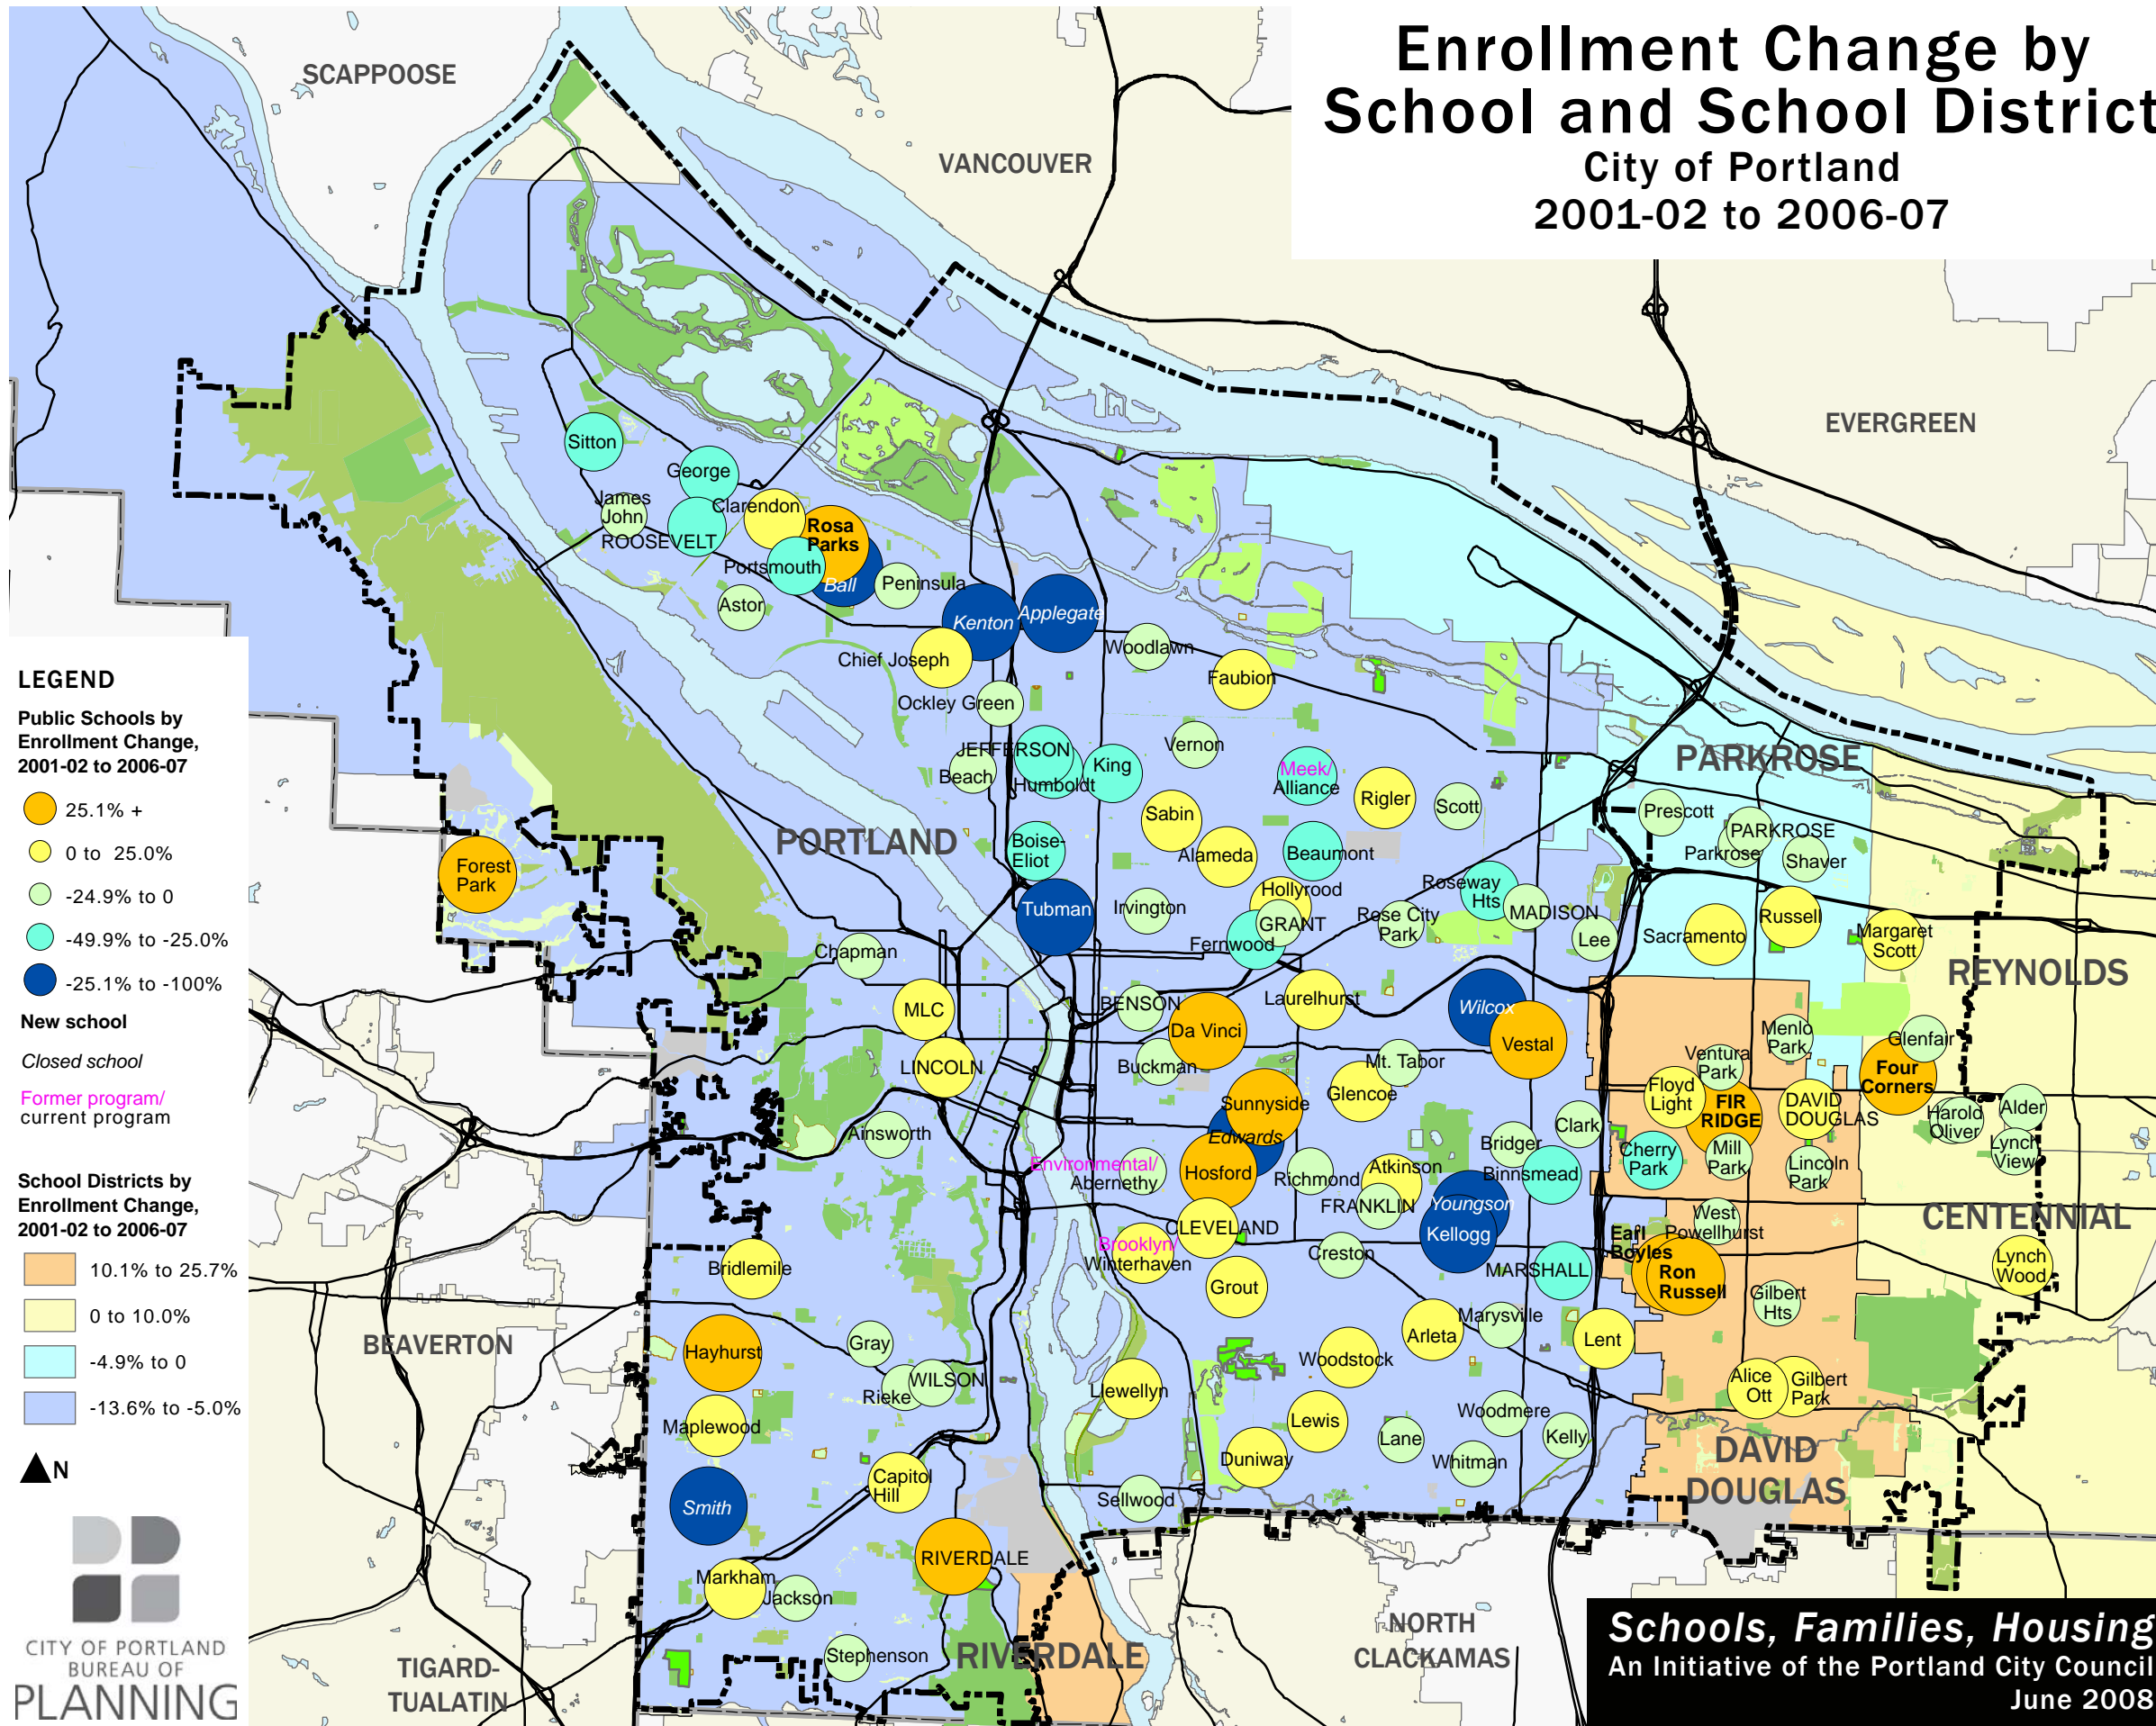 Enrollment Change by
School and School District
City of Portland
2001-02 to 2006-07
SCAPPOOSE
VANCOUVER
EVERGREEN
Sitton
George
James
John
Clarendon
ROOSEVELT
Rosa
Parks
Portsmouth
Ball
Peninsula
Astor
Kenton
Applegate
Chief Joseph
Woodlawn
Faubion
Ockley Green
JEFFERSON
Beach
Humboldt
King
Vernon
Meek/
Alliance
Rigler
Scott
Sabin
PORTLAND
Boise-
Eliot
Alameda
Beaumont
PARKROSE
Prescott
PARKROSE
Parkrose
Shaver
Forest
Park
Tubman
Irvington
Hollyrood
GRANT
Fernwood
Rose City
Park
Roseway
Hts
MADISON
Lee
Sacramento
Russell
Margaret
Scott
REYNOLDS
Chapman
MLC
LINCOLN
BENSON
Da Vinci
Laurelhurst
Wilcox
Vestal
Buckman
Mt. Tabor
Glencoe
Sunnyside
Edwards
Hosford
Menlo
Park
Ventura
Park
Glenfair
Four
Corners
Floyd
Light
FIR
RIDGE
DAVID
DOUGLAS
Harold
Oliver
Alder
Lynch
View
Ainsworth
Environmental/
Abernethy
Richmond
Atkinson
FRANKLIN
Clark
Bridger
Binnsmead
Cherry
Park
Mill
Park
Lincoln
Park
Youngson
Kellogg
CLEVELAND
Brooklyn/
Winterhaven
Creston
MARSHALL
West
Powellhurst
Earl
Boyles
Ron
Russell
CENTENNIAL
Lynch
Wood
Gilbert
Hts
Bridlemile
Grout
BEAVERTON
Hayhurst
Gray
Rieke
WILSON
Llewellyn
Woodstock
Arleta
Marysville
Lent
Alice
Ott
Gilbert
Park
Maplewood
Lewis
Woodmere
Lane
Kelly
Whitman
Duniway
Capitol
Hill
Smith
Sellwood
DAVID
DOUGLAS
RIVERDALE
Markham
Jackson
Stephenson
RIVERDALE
TIGARD-
TUALATIN
NORTH
CLACKAMAS
LEGEND
Public Schools by
Enrollment Change,
2001-02 to 2006-07
25.1% +
0 to 25.0%
-24.9% to 0
-49.9% to -25.0%
-25.1% to -100%
New school
Closed school
Former program/
current program
School Districts by
Enrollment Change,
2001-02 to 2006-07
10.1% to 25.7%
0 to 10.0%
-4.9% to 0
-13.6% to -5.0%
N
CITY OF PORTLAND
BUREAU OF
PLANNING
Schools, Families, Housing
An Initiative of the Portland City Council
June 2008